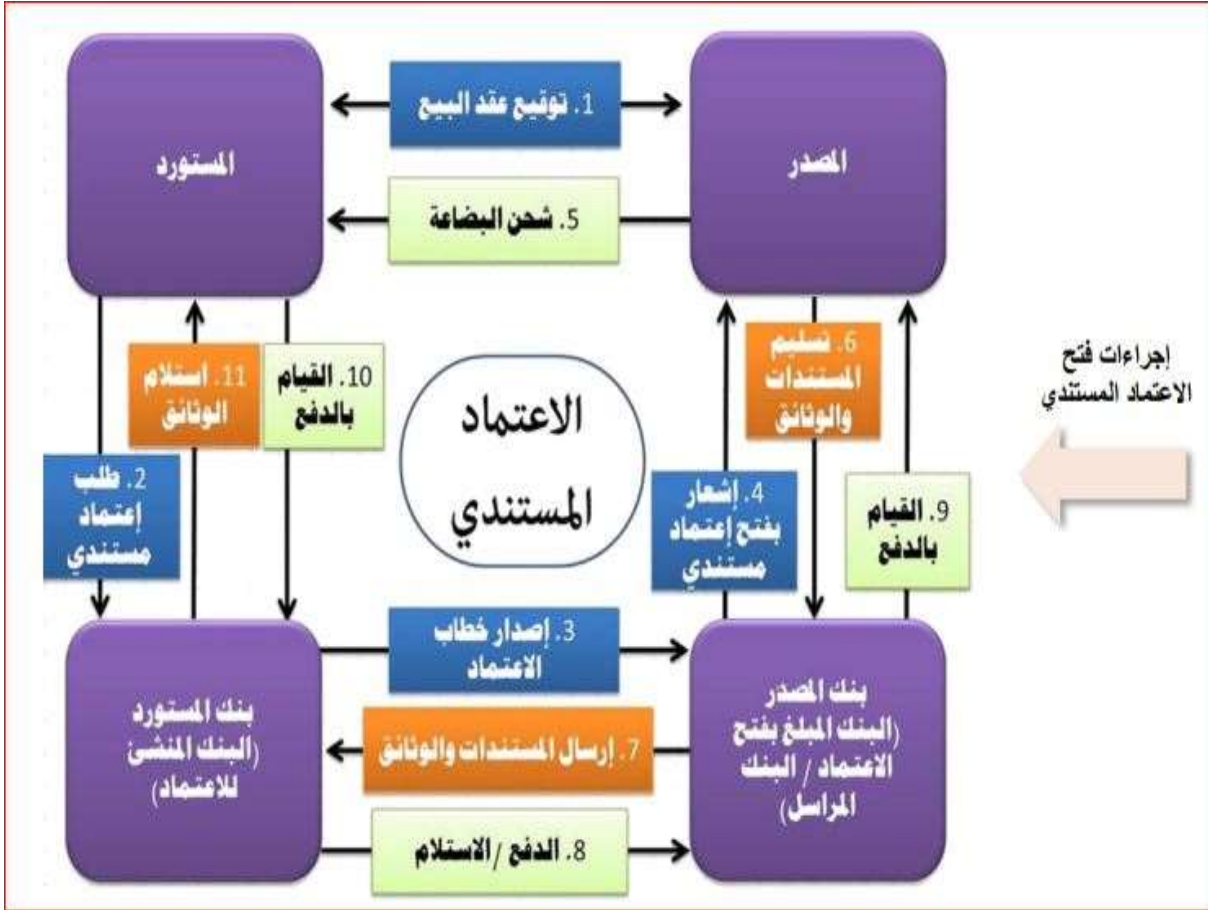 المصدر
1. توقيع عقد البيع
المستورد
5. شحن البضاعة
إجراءات فتح
الاعتماد المستندي
9. القيام
بالدفع
6. تسليم
المستندات
والوثائق
4. إشعار
بفتح إعتماد
مستندي
الاعتماد
المستندي
10. القيام
بالدفع
11. استلام
الوثائق
2. طلب
إعتماد
مستندي
بنك المصدر
(البنك المبلغ بفتح
الاعتماد / البنك
المراسل)
3. إصدار خطاب
الاعتماد
7. إرسال المستندات والوثائق
8. الدفع / الاستلام
بنك المستورد
(البنك المنشئ
للاعتماد)